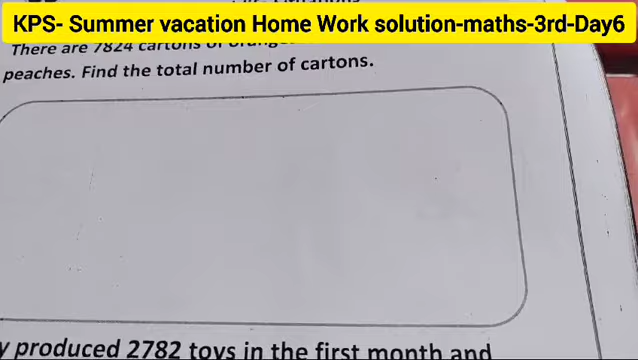 KPS- Summer vacation Home Work solution-maths-3rd-Day6
There are 7824 cartons of oranges
peaches. Find the total number of cartons.
produced 2782 toys in the first month and